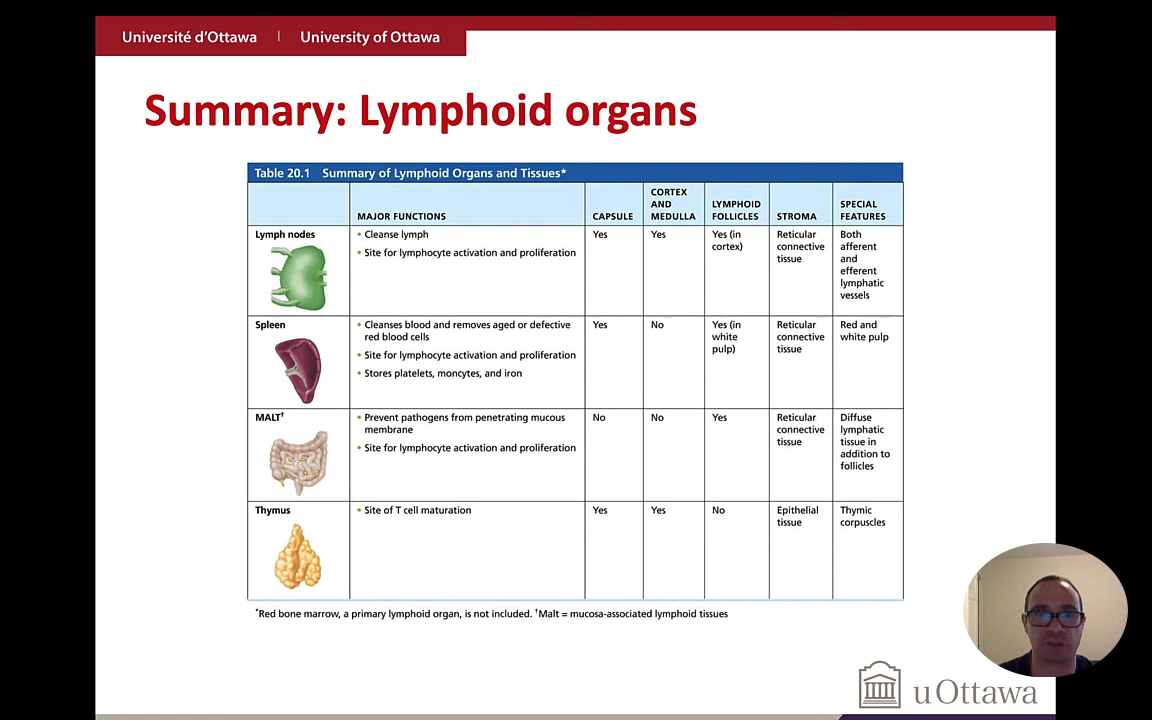 Université d'Ottawa | University of Ottawa
Summary: Lymphoid organs
Table 20.1 Summary of Lymphoid Organs and Tissues*
MAJOR FUNCTIONS
CAPSULE
CORTEX
AND
MEDULLA
LYMPHOID
FOLLICLES
STROMA
SPECIAL
FEATURES
Lymph nodes
• Cleanse lymph
• Site for lymphocyte activation and proliferation
Yes
Yes
Yes (in
cortex)
Reticular
connective
tissue
Both
afferent
and
efferent
lymphatic
vessels
Spleen
• Cleanses blood and removes aged or defective
red blood cells
• Site for lymphocyte activation and proliferation
• Stores platelets, moncytes, and iron
Yes
No
Yes (in
white
pulp)
Reticular
connective
tissue
Red and
white pulp
MALT†
• Prevent pathogens from penetrating mucous
membrane
• Site for lymphocyte activation and proliferation
No
No
Yes
Reticular
connective
tissue
Diffuse
lymphatic
tissue in
addition to
follicles
Thymus
• Site of T cell maturation
Yes
Yes
No
Epithelial
tissue
Thymic
corpuscles
*Red bone marrow, a primary lymphoid organ, is not included. †Malt = mucosa-associated lymphoid tissues
uOttawa